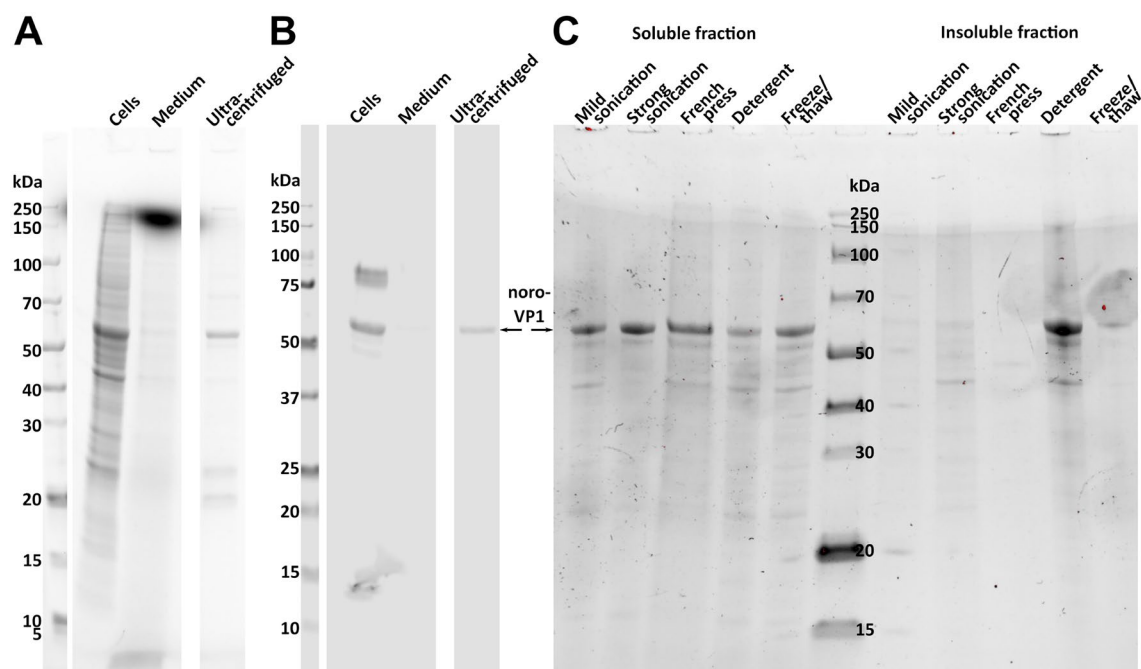 A
Cells
Medium
Ultra-
centrifuged
kDa
250
150
100
70
50
40
30
20
15
10
5
B
Cells
Medium
Ultra-
centrifuged
kDa
250
150
100
75
50
37
25
20
15
10
noro-
VP1
C
Soluble fraction
Insoluble fraction
Mild
sonication
Strong
sonication
French
press
Detergent
Freeze/
thaw
Mild
sonication
Strong
sonication
French
press
Detergent
Freeze/
thaw
kDa
250
150
100
70
50
40
30
20
15